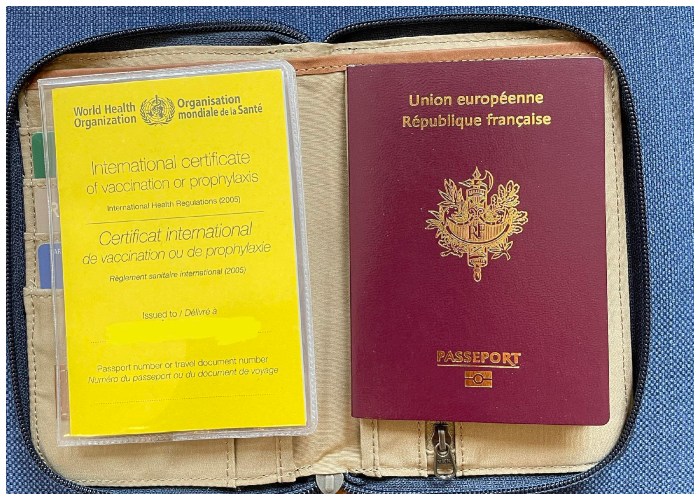 World Health
Organization
Organisation
mondiale de la Santé
International certificate
of vaccination or prophylaxis
International Health Regulations (2005)
Certificat international
de vaccination ou de prophylaxie
Règlement sanitaire international (2005)
Issued to / Délivré à
Passport number or travel document number
Numéro du passeport ou du document de voyage
Union européenne
République française
RF
PASSEPORT